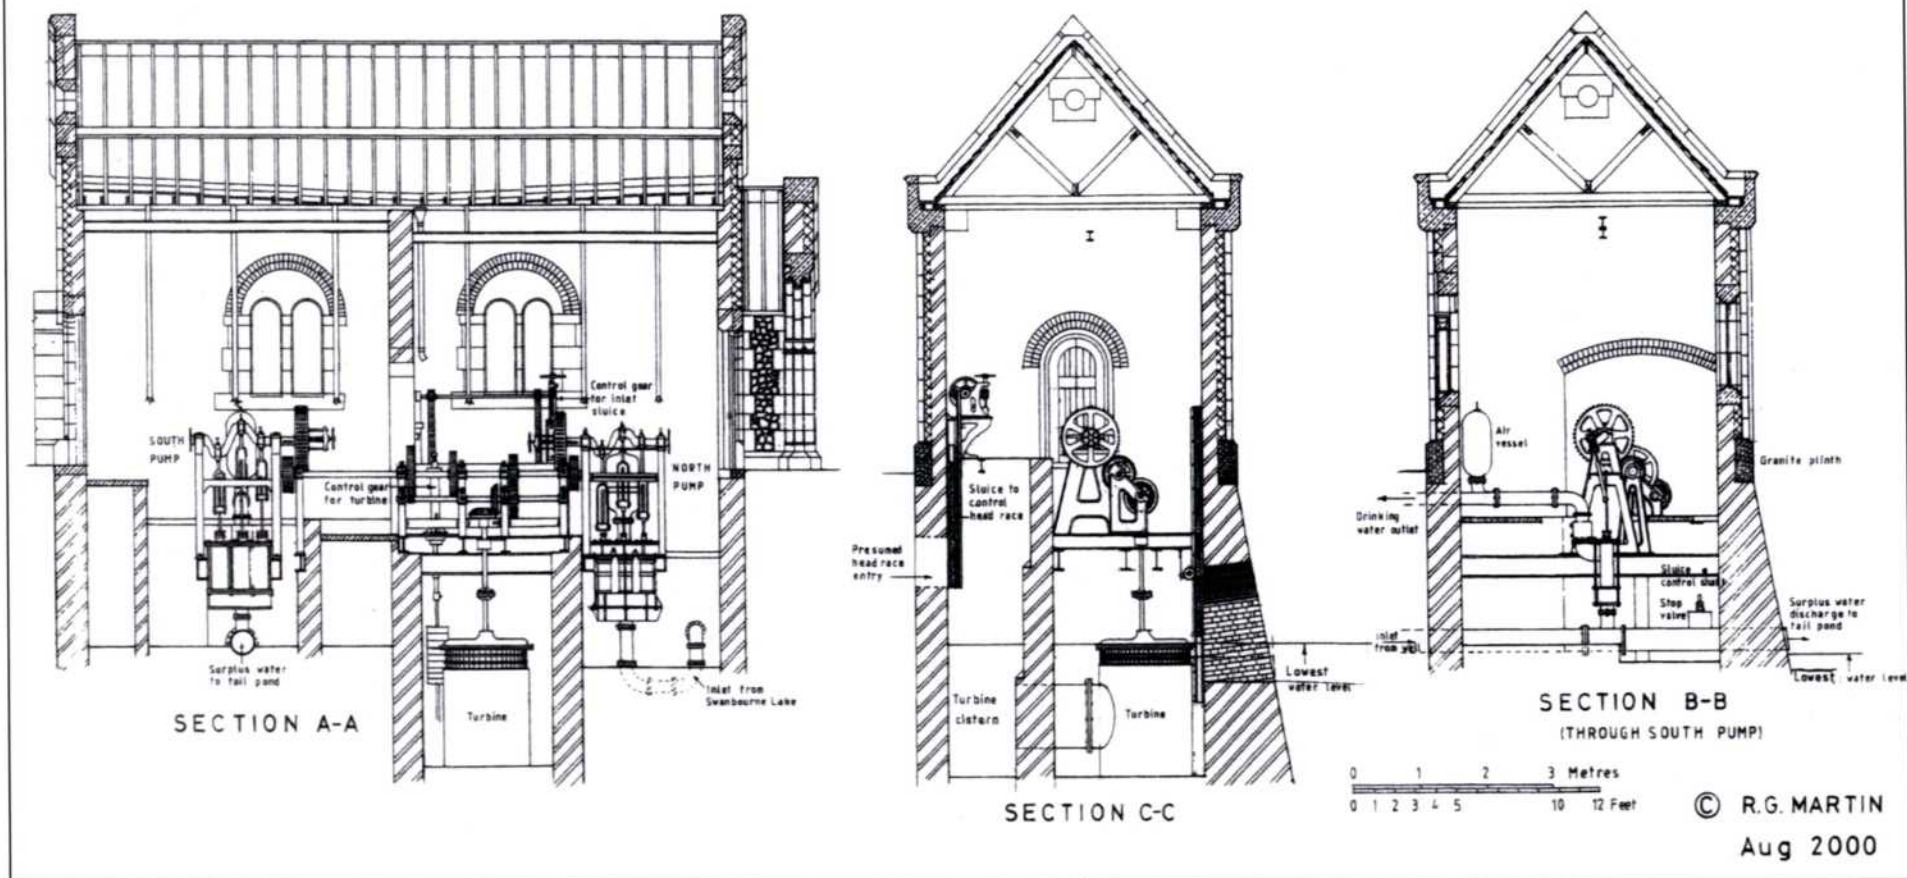 SOUTH
PUMP
Control gear
for inlet
sluice
Control gear
for turbine
NORTH
PUMP
Surplus water
to tail pond
Turbine
Inlet from
Swanbourne Lake
SECTION A-A
Sluice to
control
head race
Presumed
head race
entry
Turbine
cistern
Turbine
Lowest
water level
SECTION C-C
Air
vessel
Granite plinth
Drinking
water outlet
Sluice
control
Stop
valve
Surplus water
discharge to
tail pond
Inlet
from
Lowest water level
SECTION B-B
(THROUGH SOUTH PUMP)
0 1 2 3 Metres
0 1 2 3 4 5 10 12 Feet
© R.G. MARTIN
Aug 2000